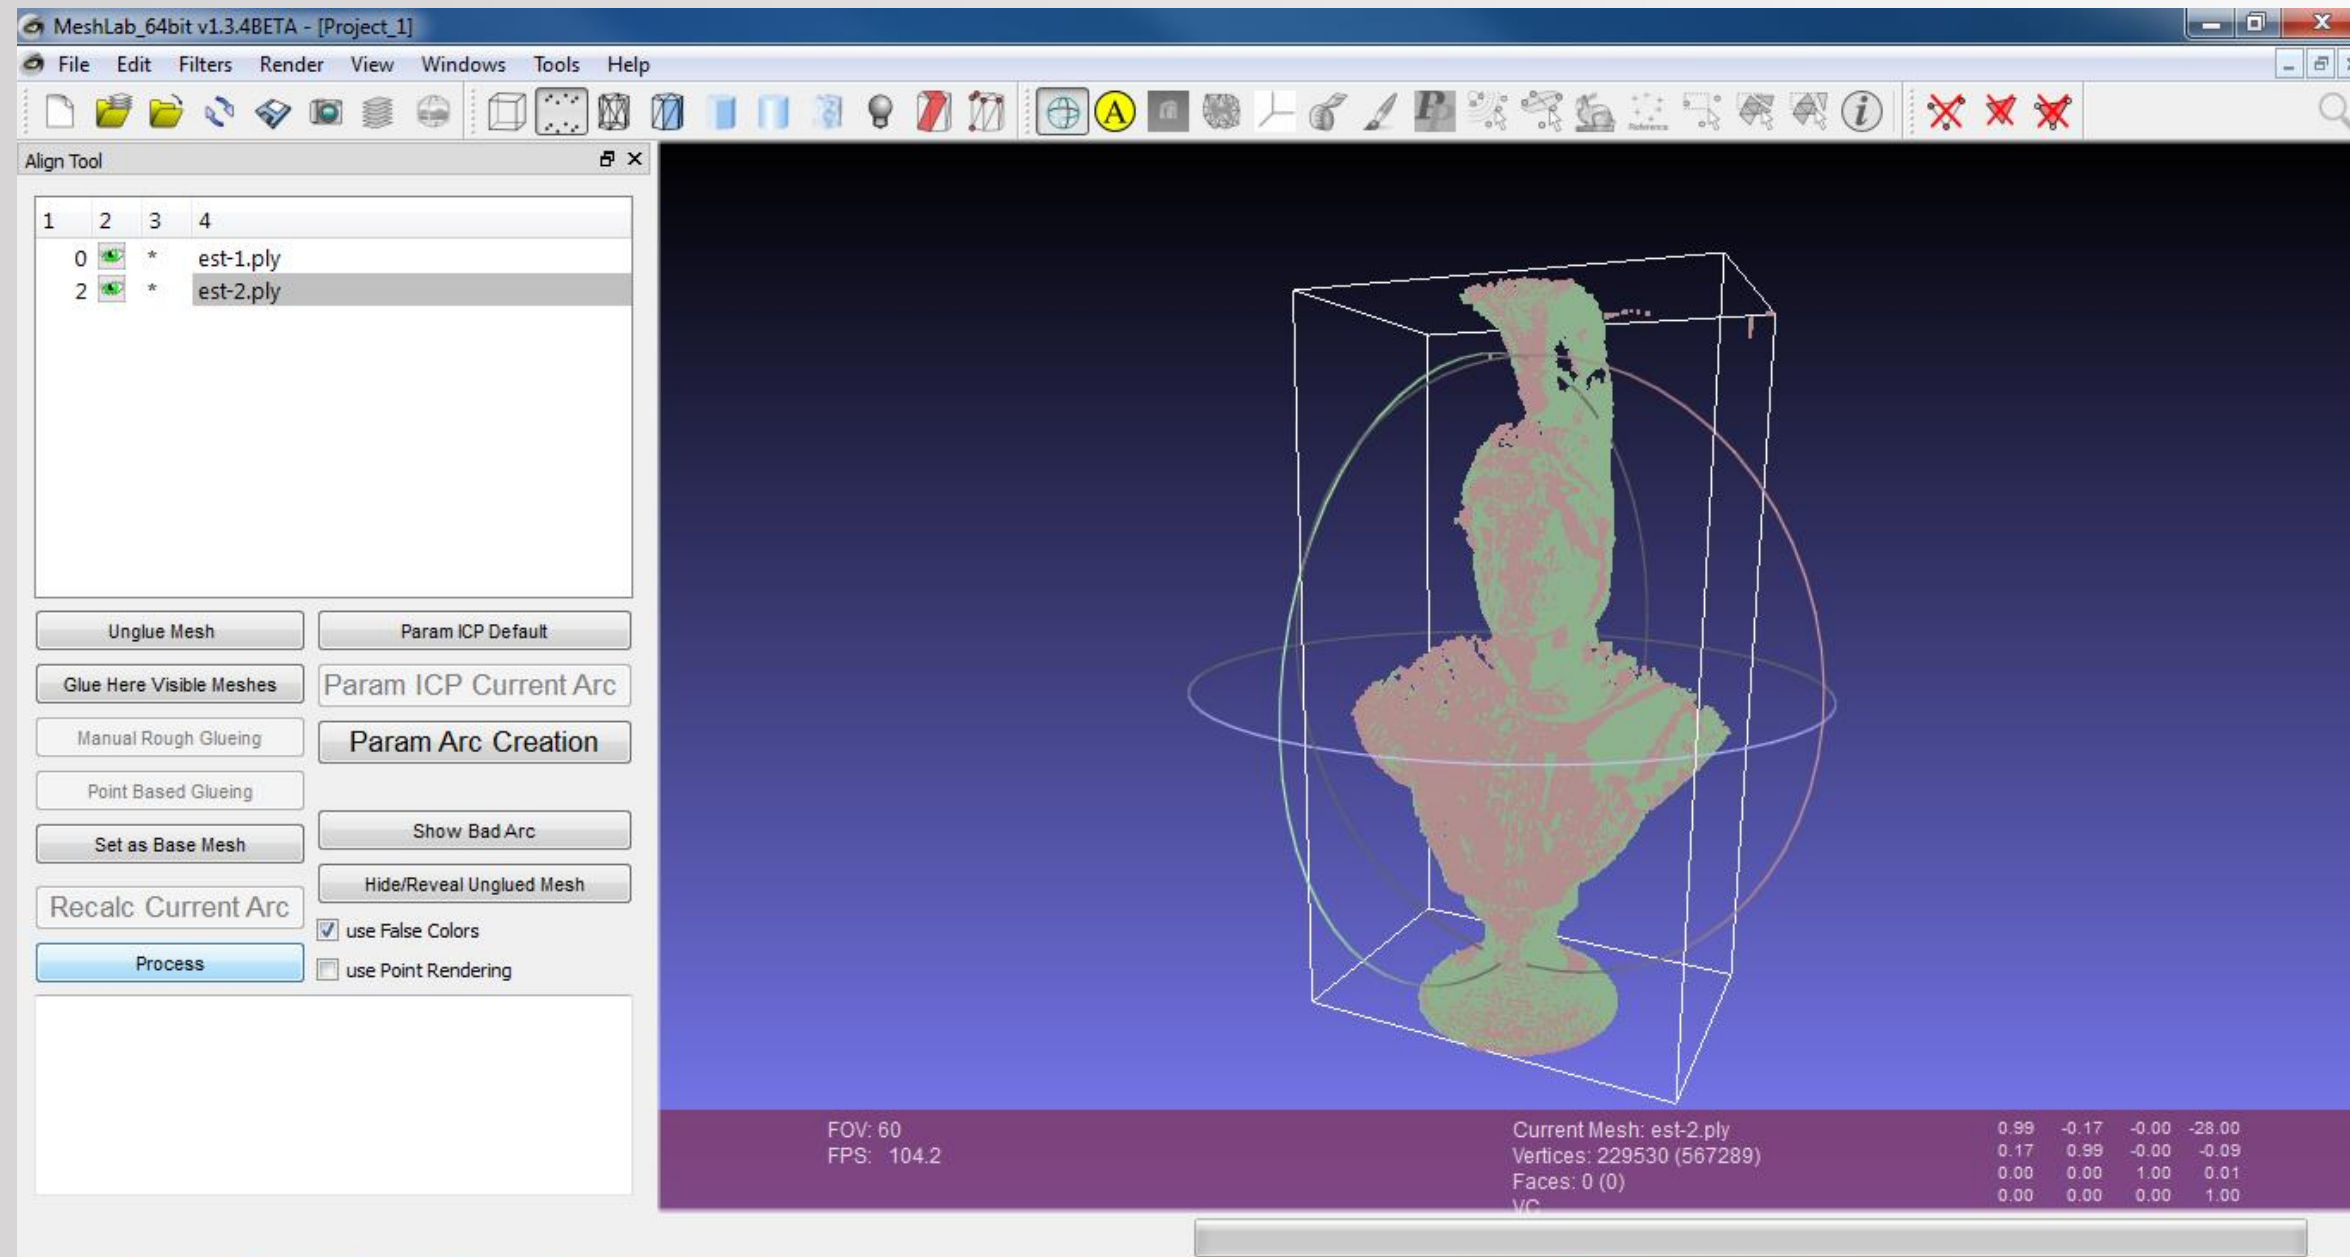 MeshLab_64bit v1.3.4BETA - [Project_1]
File Edit Filters Render View Windows Tools Help
A
Reference
Align Tool
1 2 3 4
0 * est-1.ply
2 * est-2.ply
Unglue Mesh
Param ICP Default
Glue Here Visible Meshes
Param ICP Current Arc
Manual Rough Glueing
Param Arc Creation
Point Based Glueing
Show Bad Arc
Set as Base Mesh
Hide/Reveal Unglued Mesh
Recalc Current Arc
use False Colors
Process
use Point Rendering
FOV: 60
FPS: 104.2
Current Mesh: est-2.ply
Vertices: 229530 (567289)
Faces: 0 (0)
VC
0.99 -0.17 -0.00 -28.00
0.17 0.99 -0.00 -0.09
0.00 0.00 1.00 0.01
0.00 0.00 0.00 1.00